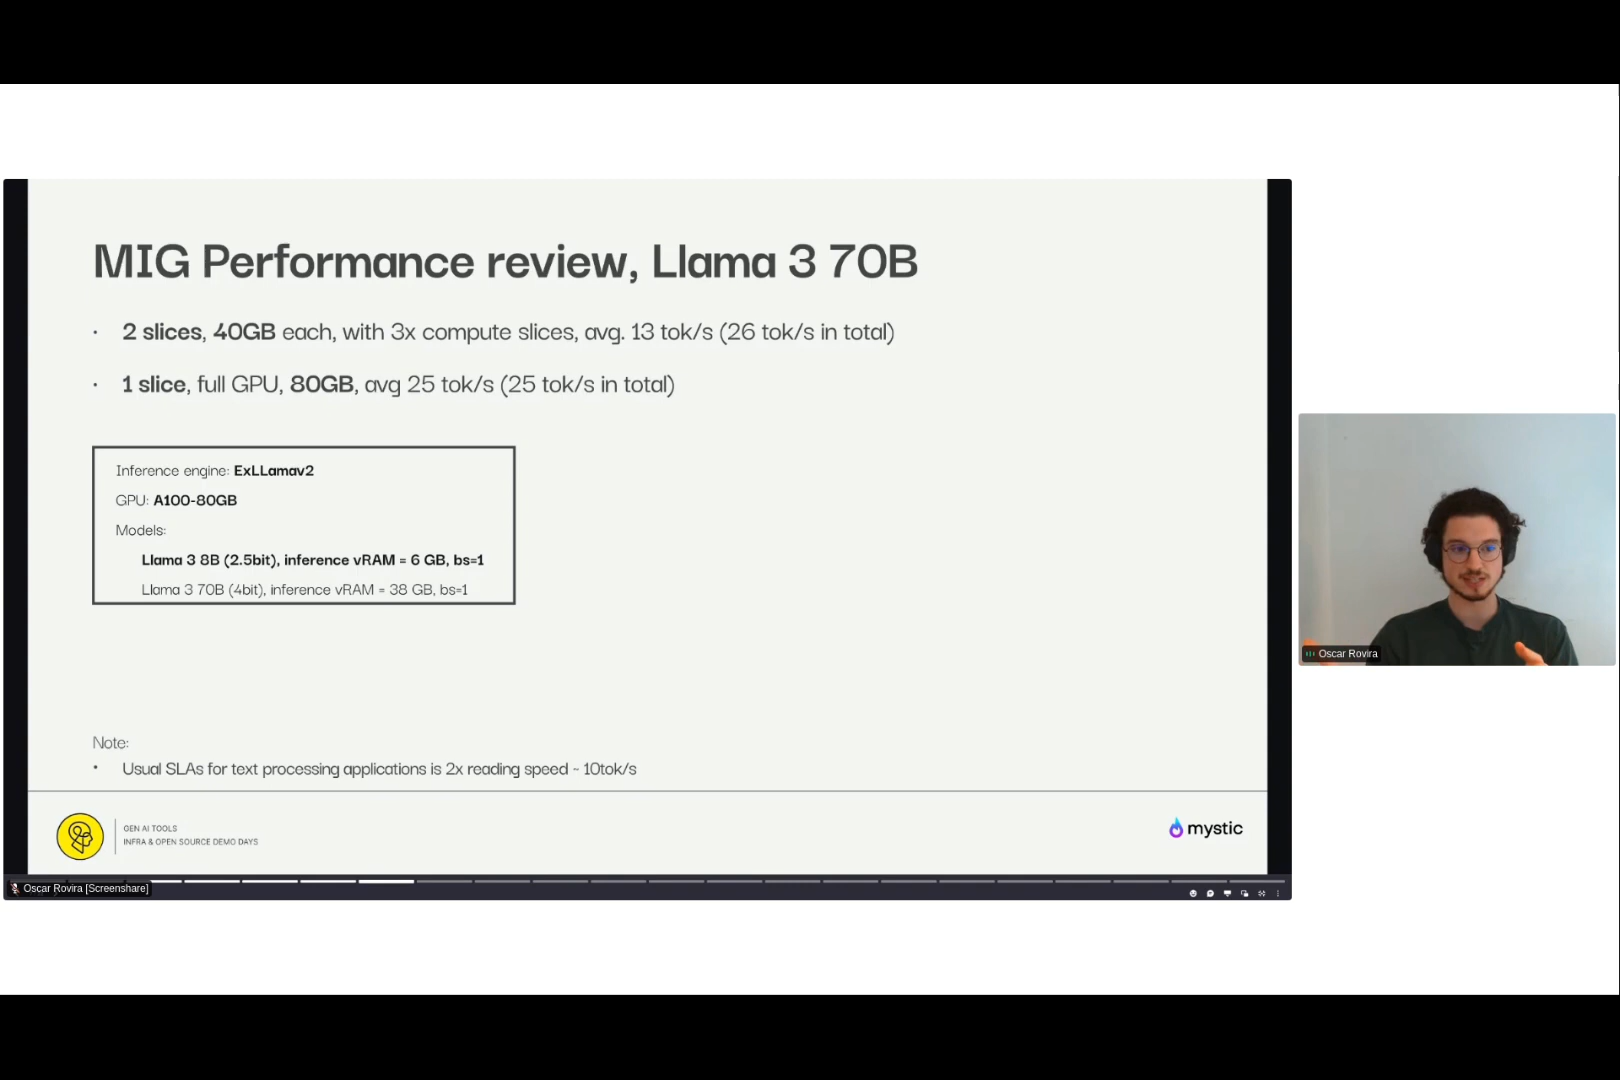 MIG Performance review, Llama 3 70B
· 2 slices, 40GB each, with 3x compute slices, avg. 13 tok/s (26 tok/s in total)
· 1 slice, full GPU, 80GB, avg 25 tok/s (25 tok/s in total)
Inference engine: ExLLamav2
GPU: A100-80GB
Models:
Llama 3 8B (2.5bit), inference vRAM = 6 GB, bs=1
Llama 3 70B (4bit), inference vRAM = 38 GB, bs=1
Note:
· Usual SLAs for text processing applications is 2x reading speed ~ 10tok/s
GEN AI TOOLS
INFRA & OPEN SOURCE DEMO DAYS
mystic
Oscar Rovira [Screenshare]
Oscar Rovira